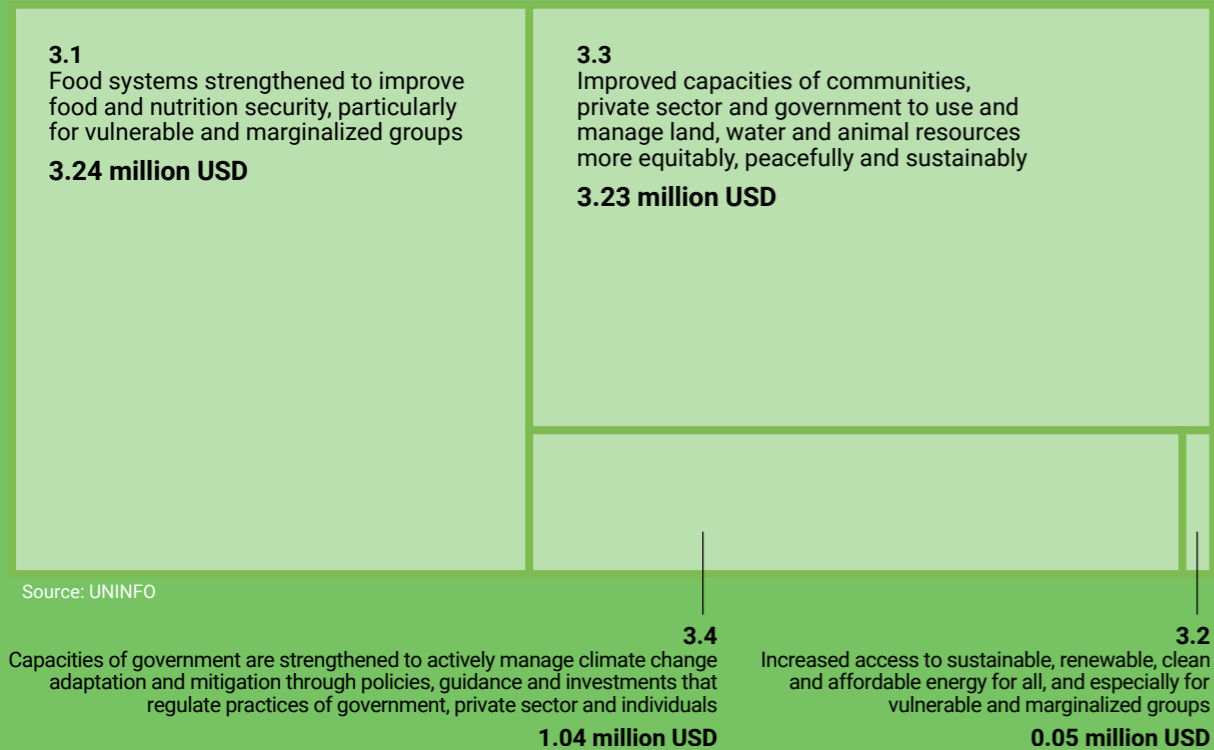 3.1
Food systems strengthened to improve
food and nutrition security, particularly
for vulnerable and marginalized groups
3.24 million USD
3.3
Improved capacities of communities,
private sector and government to use and
manage land, water and animal resources
more equitably, peacefully and sustainably
3.23 million USD
Source: UNINFO
3.4
Capacities of government are strengthened to actively manage climate change
adaptation and mitigation through policies, guidance and investments that
regulate practices of government, private sector and individuals
1.04 million USD
3.2
Increased access to sustainable, renewable, clean
and affordable energy for all, and especially for
vulnerable and marginalized groups
0.05 million USD